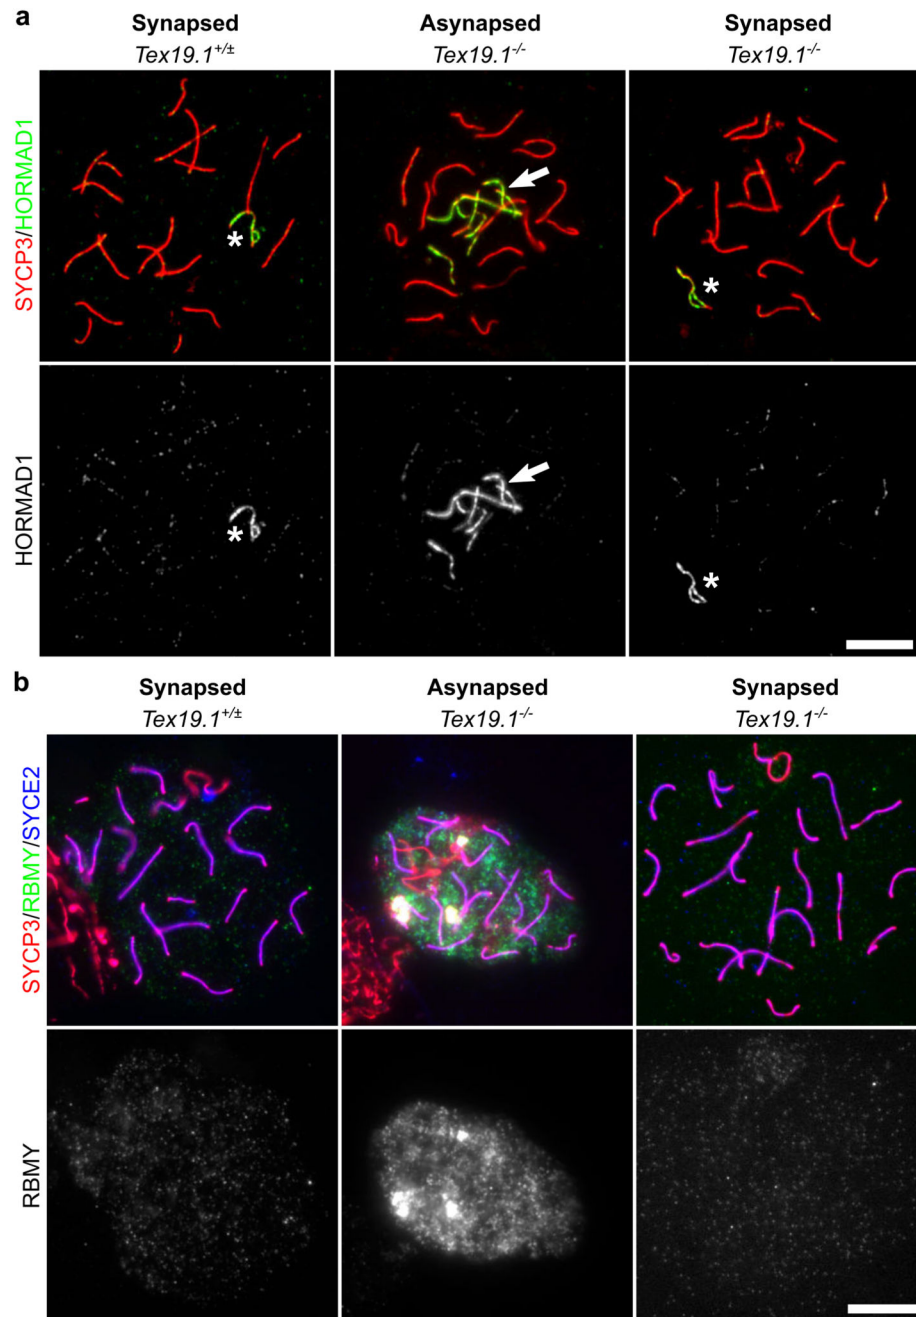 a
Synapsed
Tex19.1+/±
Asynapsed
Tex19.1-/-
Synapsed
Tex19.1-/-
SYCP3/HORMAD1
*
*
HORMAD1
*
*
b
Synapsed
Tex19.1+/±
Asynapsed
Tex19.1-/-
Synapsed
Tex19.1-/-
SYCP3/RBMY/SYCE2
RBMY